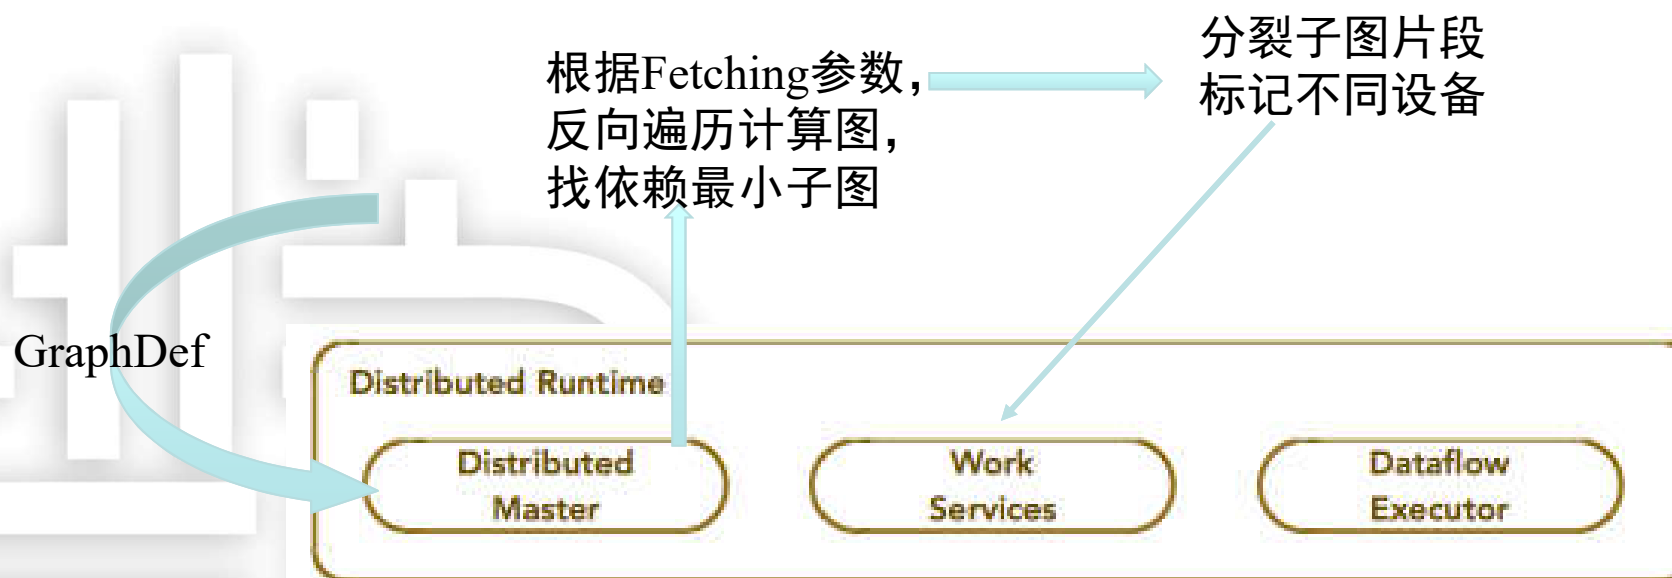 根据Fetching参数，
反向遍历计算图，
找依赖最小子图
分裂子图片段
标记不同设备
GraphDef
Distributed Runtime
Distributed
Master
Work
Services
Dataflow
Executor